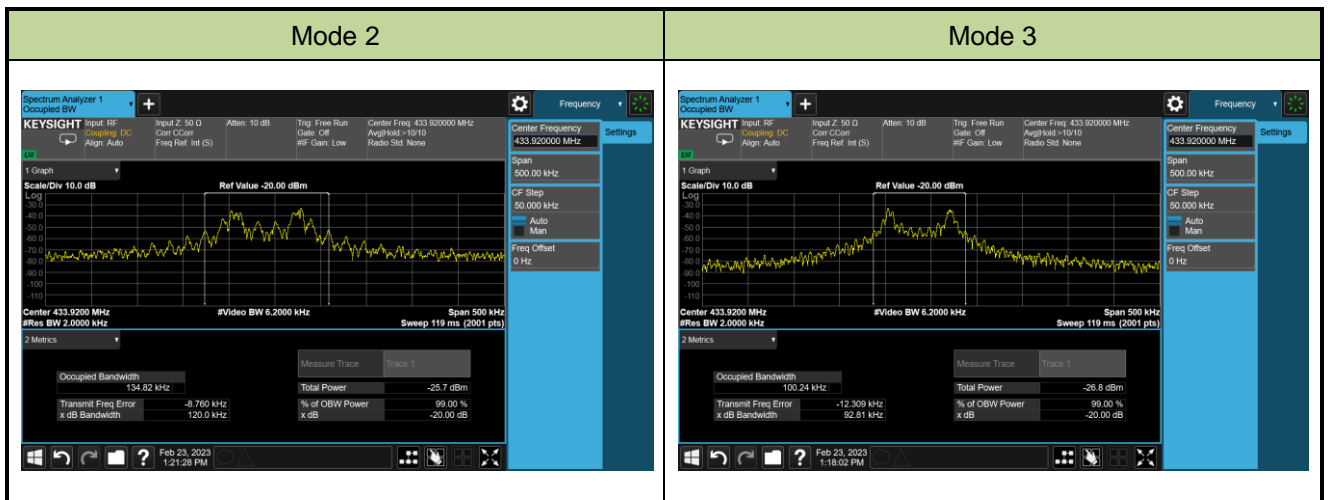 Mode 2
Spectrum Analyzer 1
Occupied BW
Frequency
KEYSIGHT
Input: RF
Coupling: DC
Align: Auto
Input Z: 50 Ω
Corr CCorr
Freq Ref: Int (S)
Atten: 10 dB
Trig: Free Run
Gate: Off
#IF Gain: Low
Center Freq: 433.920000 MHz
Avg|Hold:>10/10
Radio Std: None
Center Frequency
433.920000 MHz
Settings
Span
500.00 kHz
CF Step
50.000 kHz
Auto
Man
Freq Offset
0 Hz
1 Graph
Scale/Div 10.0 dB
Ref Value -20.00 dBm
Log
-30.0
-40.0
-50.0
-60.0
-70.0
-80.0
-90.0
-100
-110
Center 433.9200 MHz
#Video BW 6.2000 kHz
Span 500 kHz
#Res BW 2.0000 kHz
Sweep 119 ms (2001 pts)
2 Metrics
Measure Trace
Trace 1
Occupied Bandwidth
134.82 kHz
Total Power
-25.7 dBm
Transmit Freq Error
-8.760 kHz
% of OBW Power
99.00 %
x dB Bandwidth
120.0 kHz
x dB
-20.00 dB
?
Feb 23, 2023
1:21:28 PM
Mode 3
Spectrum Analyzer 1
Occupied BW
Frequency
KEYSIGHT
Input: RF
Coupling: DC
Align: Auto
Input Z: 50 Ω
Corr CCorr
Freq Ref: Int (S)
Atten: 10 dB
Trig: Free Run
Gate: Off
#IF Gain: Low
Center Freq: 433.920000 MHz
Avg|Hold:>10/10
Radio Std: None
Center Frequency
433.920000 MHz
Settings
Span
500.00 kHz
CF Step
50.000 kHz
Auto
Man
Freq Offset
0 Hz
1 Graph
Scale/Div 10.0 dB
Ref Value -20.00 dBm
Log
-30.0
-40.0
-50.0
-60.0
-70.0
-80.0
-90.0
-100
-110
Center 433.9200 MHz
#Video BW 6.2000 kHz
Span 500 kHz
#Res BW 2.0000 kHz
Sweep 119 ms (2001 pts)
2 Metrics
Measure Trace
Trace 1
Occupied Bandwidth
100.24 kHz
Total Power
-26.8 dBm
Transmit Freq Error
-12.309 kHz
% of OBW Power
99.00 %
x dB Bandwidth
92.81 kHz
x dB
-20.00 dB
?
Feb 23, 2023
1:18:02 PM